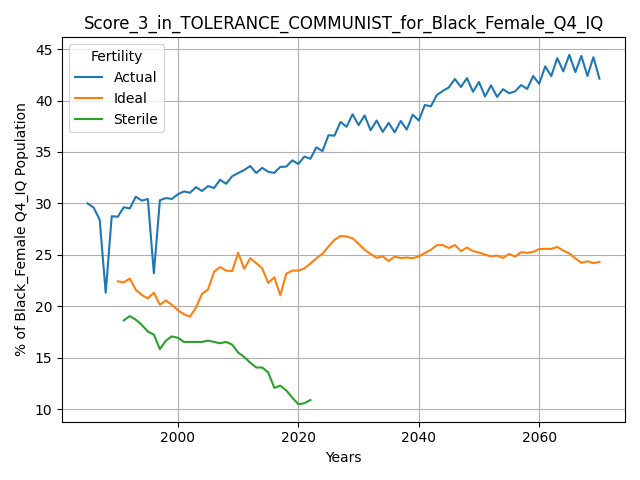 Score_3_in_TOLERANCE_COMMUNIST_for_Black_Female_Q4_IQ
Fertility
Actual
Ideal
Sterile
% of Black_Female Q4_IQ Population
45
40
35
30
25
20
15
10
2000
2020
2040
2060
Years